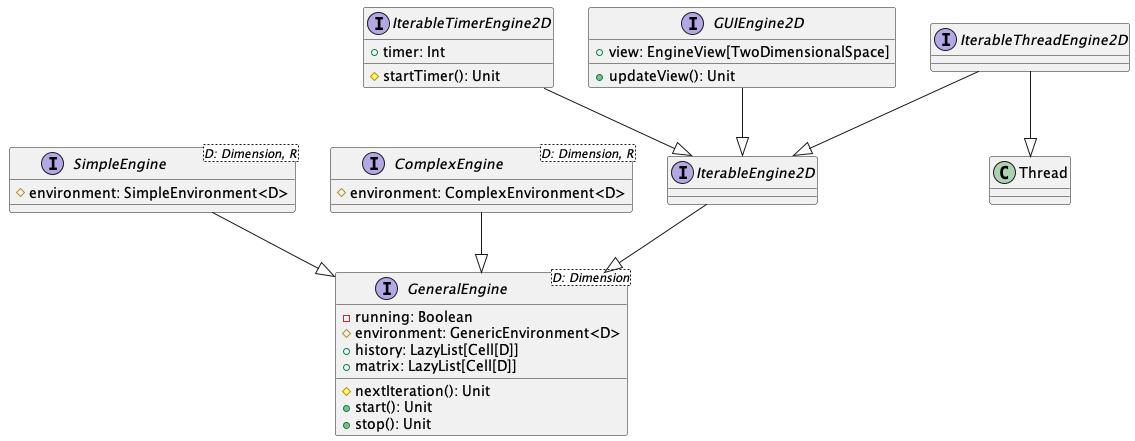 I IterableTimerEngine2D
timer: Int
startTimer(): Unit
I GUIEngine2D
view: EngineView[TwoDimensionalSpace]
updateView(): Unit
I IterableThreadEngine2D
I SimpleEngine
D: Dimension, R
environment: SimpleEnvironment<D>
I ComplexEngine
D: Dimension, R
environment: ComplexEnvironment<D>
I IterableEngine2D
C Thread
I GeneralEngine
D: Dimension
running: Boolean
environment: GenericEnvironment<D>
history: LazyList[Cell[D]]
matrix: LazyList[Cell[D]]
nextIteration(): Unit
start(): Unit
stop(): Unit